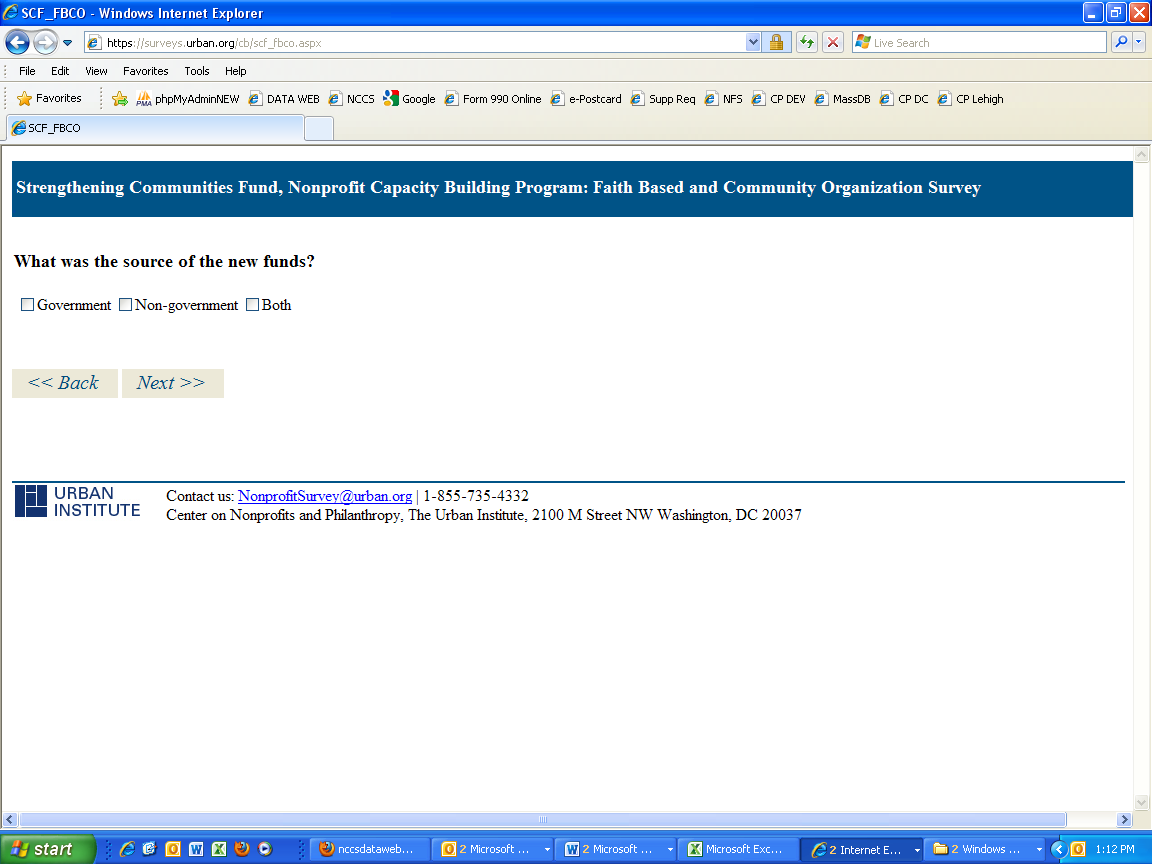 SCF_FBCO - Windows Internet Explorer
https://surveys.urban.org/cb/scf_fbco.aspx
Live Search
File Edit View Favorites Tools Help
Favorites phpMyAdminNEW DATA WEB NCCS Google Form 990 Online e-Postcard Supp Req NFS CP DEV MassDB CP DC CP Lehigh
SCF_FBCO
Strengthening Communities Fund, Nonprofit Capacity Building Program: Faith Based and Community Organization Survey
What was the source of the new funds?
Government Non-government Both
<< Back Next >>
URBAN
INSTITUTE
Contact us: NonprofitSurvey@urban.org | 1-855-735-4332
Center on Nonprofits and Philanthropy, The Urban Institute, 2100 M Street NW Washington, DC 20037
start nccsdataweb... 2 Microsoft ... 2 Microsoft ... Microsoft Exc... 2 Internet E... 2 Windows ... 1:12 PM